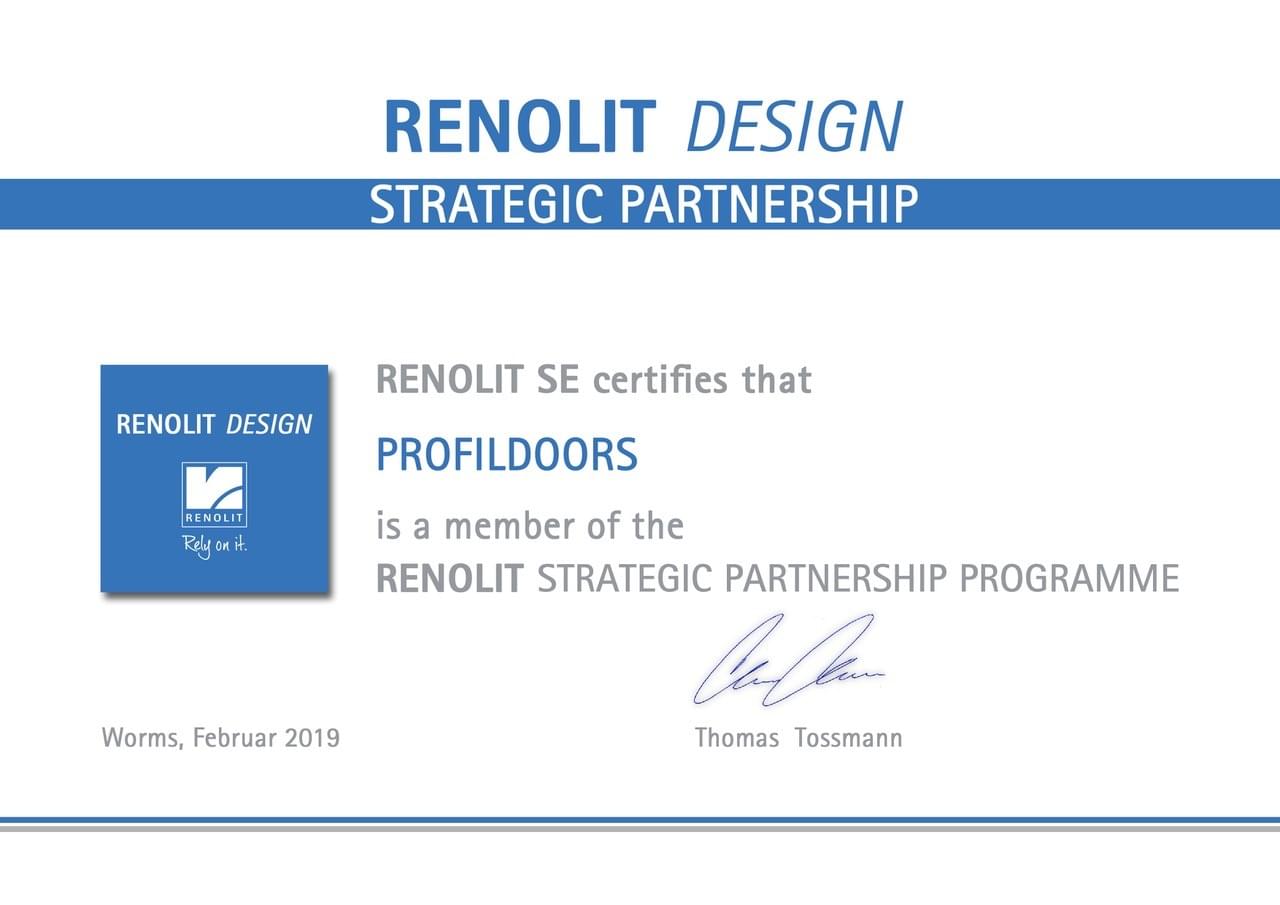 RENOLIT DESIGN
STRATEGIC PARTNERSHIP
RENOLIT DESIGN
RENOLIT
Rely on it.
RENOLIT SE certifies that
PROFILDOORS
is a member of the
RENOLIT STRATEGIC PARTNERSHIP PROGRAMME
Worms, Februar 2019
Thomas Tossmann